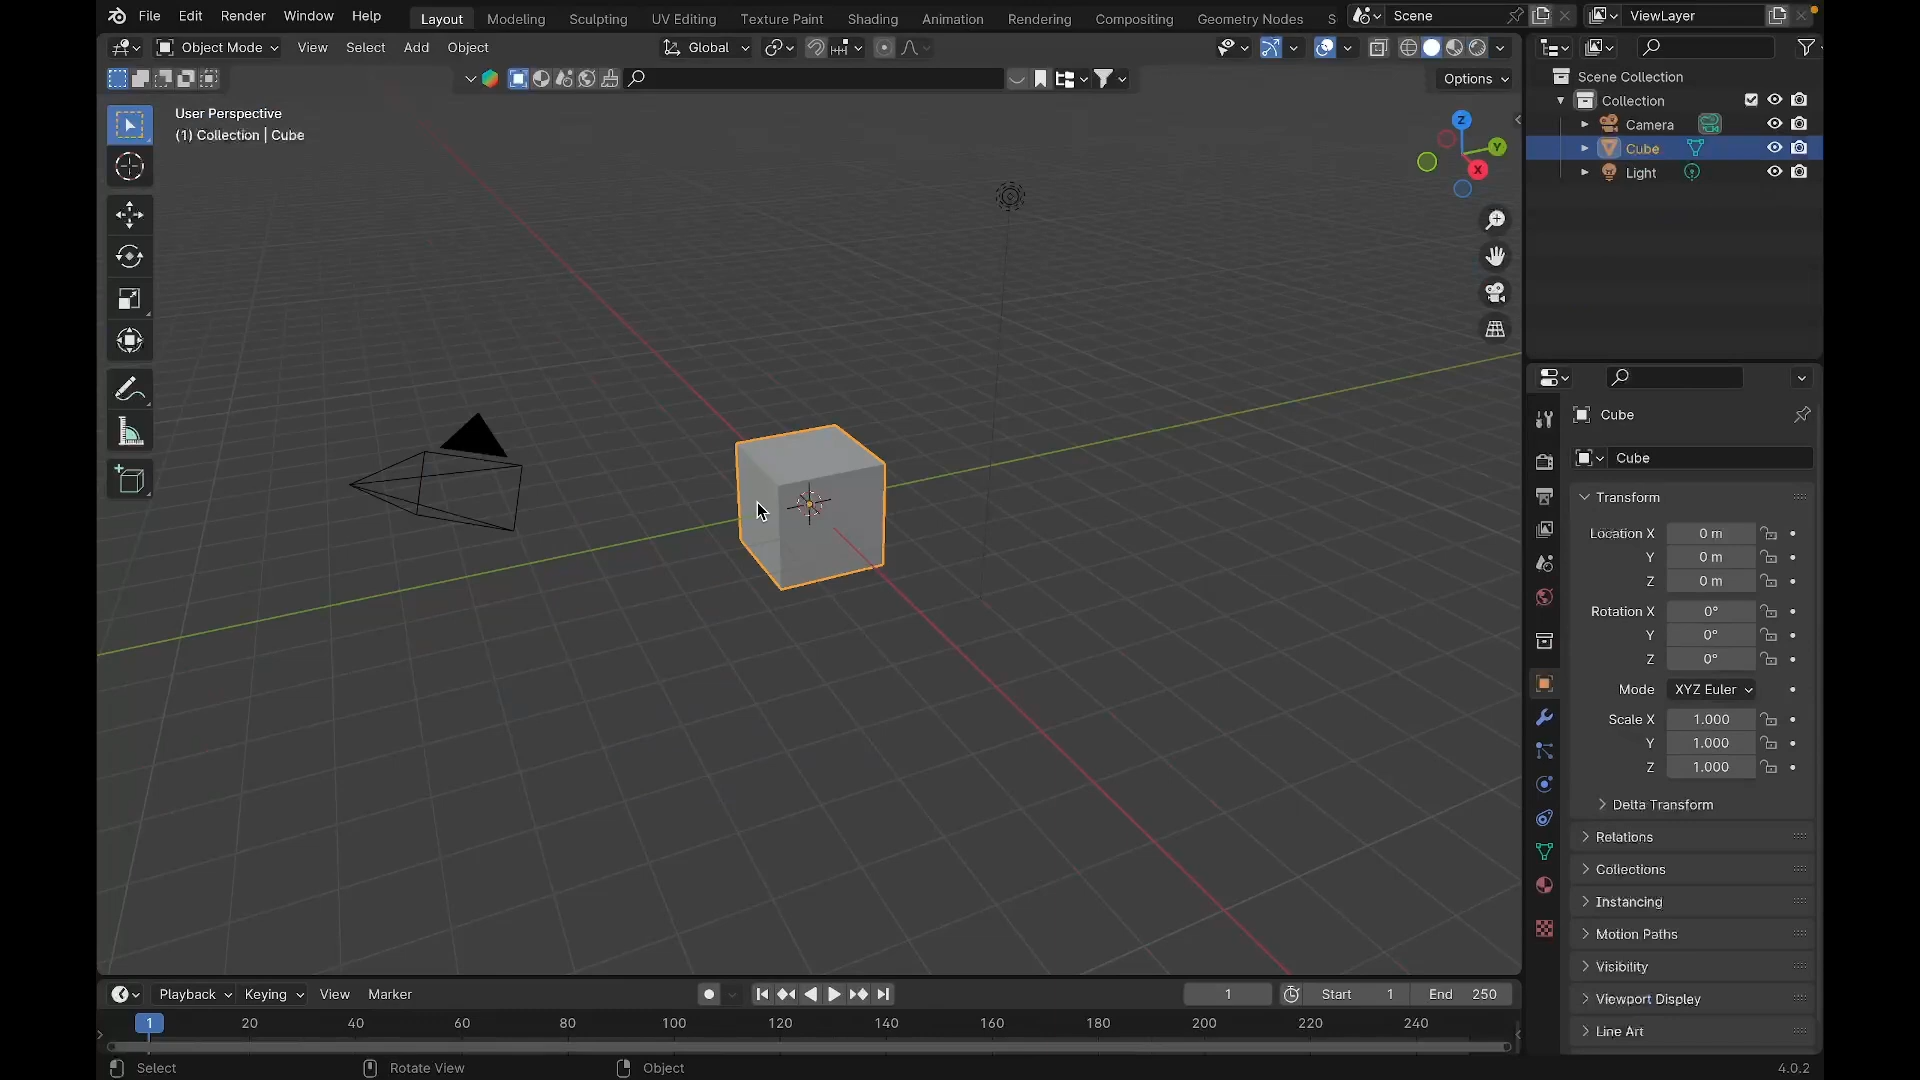 File Edit Render Window Help Layout Modeling Sculpting UV Editing Texture Paint Shading Animation Rendering Compositing Geometry Nodes S Scene ViewLayer
Object Mode View Select Add Object Global
Options
User Perspective
(1) Collection | Cube
Z
Y
X
Scene Collection
Collection
Camera
Cube
Light
Cube
Cube
Transform
Location X 0 m
Y 0 m
Z 0 m
Rotation X 0°
Y 0°
Z 0°
Mode XYZ Euler
Scale X 1.000
Y 1.000
Z 1.000
Delta Transform
Relations
Collections
Instancing
Motion Paths
Visibility
Viewport Display
Line Art
Playback Keying View Marker 1 Start 1 End 250
1 20 40 60 80 100 120 140 160 180 200 220 240
Select Rotate View Object 4.0.2